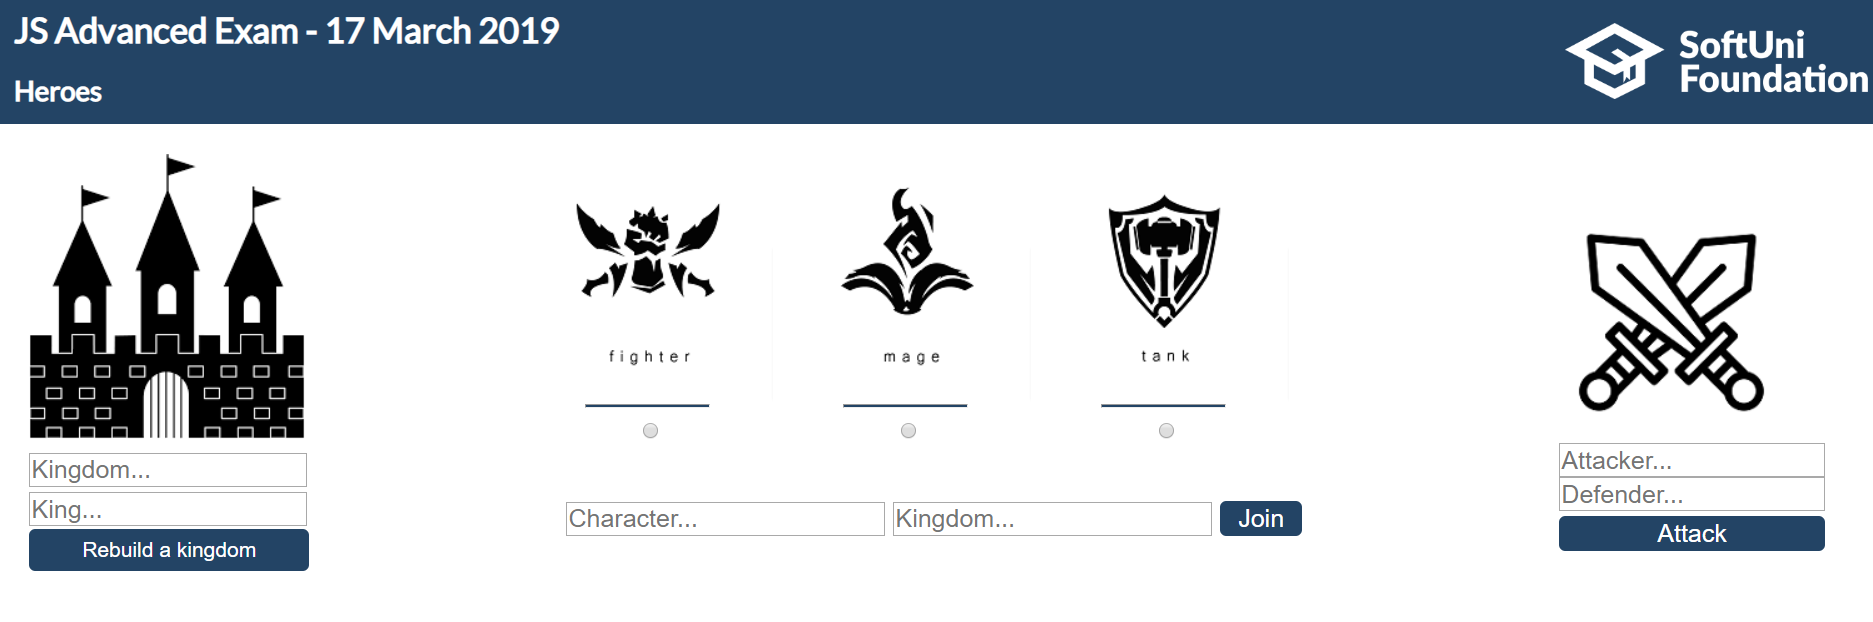 JS Advanced Exam - 17 March 2019
Heroes
SoftUni
Foundation
fighter
mage
tank
Kingdom...
King...
Rebuild a kingdom
Character...
Kingdom...
Join
Attacker...
Defender...
Attack